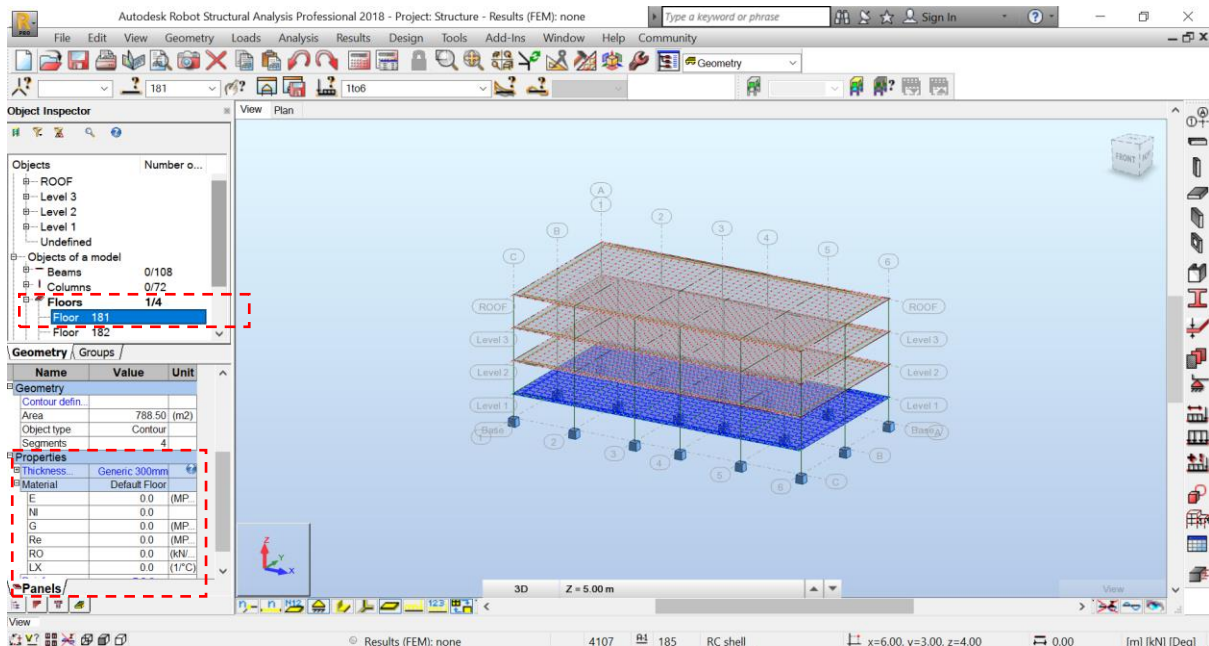 PRO
Autodesk Robot Structural Analysis Professional 2018 - Project: Structure - Results (FEM): none
Type a keyword or phrase
Sign In
?
File Edit View Geometry Loads Analysis Results Design Tools Add-Ins Window Help Community
Geometry
181
1to6
Object Inspector
View Plan
Objects Number o...
ROOF
Level 3
Level 2
Level 1
Undefined
Objects of a model
Beams 0/108
Columns 0/72
Floors 1/4
Floor 181
Floor 182
Geometry Groups
Name Value Unit
Geometry
Contour defin...
Area 788.50 (m2)
Object type Contour
Segments 4
Properties
Thickness... Generic 300mm
Material Default Floor
E 0.0 (MP...
NI 0.0
G 0.0 (MP...
Re 0.0 (MP...
RO 0.0 (kN/...
LX 0.0 (1/°C)
Panels
FRONT
A
1
2
3
4
5
6
B
C
ROOF
Level 3
Level 2
Level 1
Base
ROOF
Level 3
Level 2
Level 1
Base
A
1
2
3
4
5
6
C
B
Z
Y
X
3D Z = 5.00 m
View
View
Results (FEM): none
4107
185
RC shell
x=6.00, y=3.00, z=4.00
0.00
[m] [kN] [Deg]